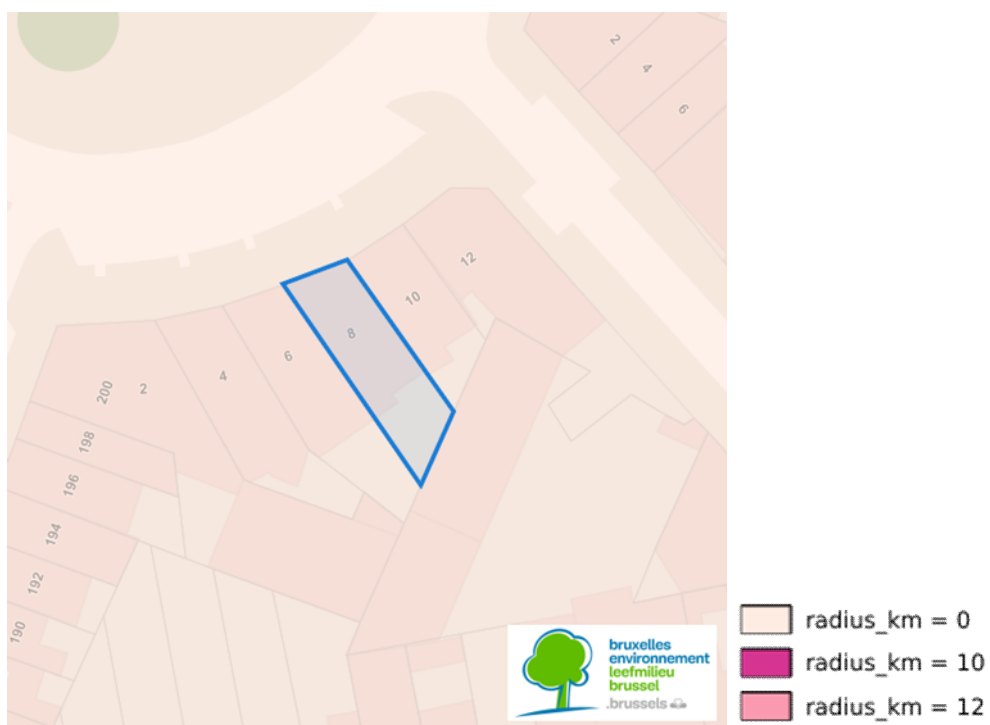 2
4
6
12
10
8
6
4
2
200
198
196
194
192
190
bruxelles
environnement
leefmilieu
brussel
.brussels
radius_km = 0
radius_km = 10
radius_km = 12